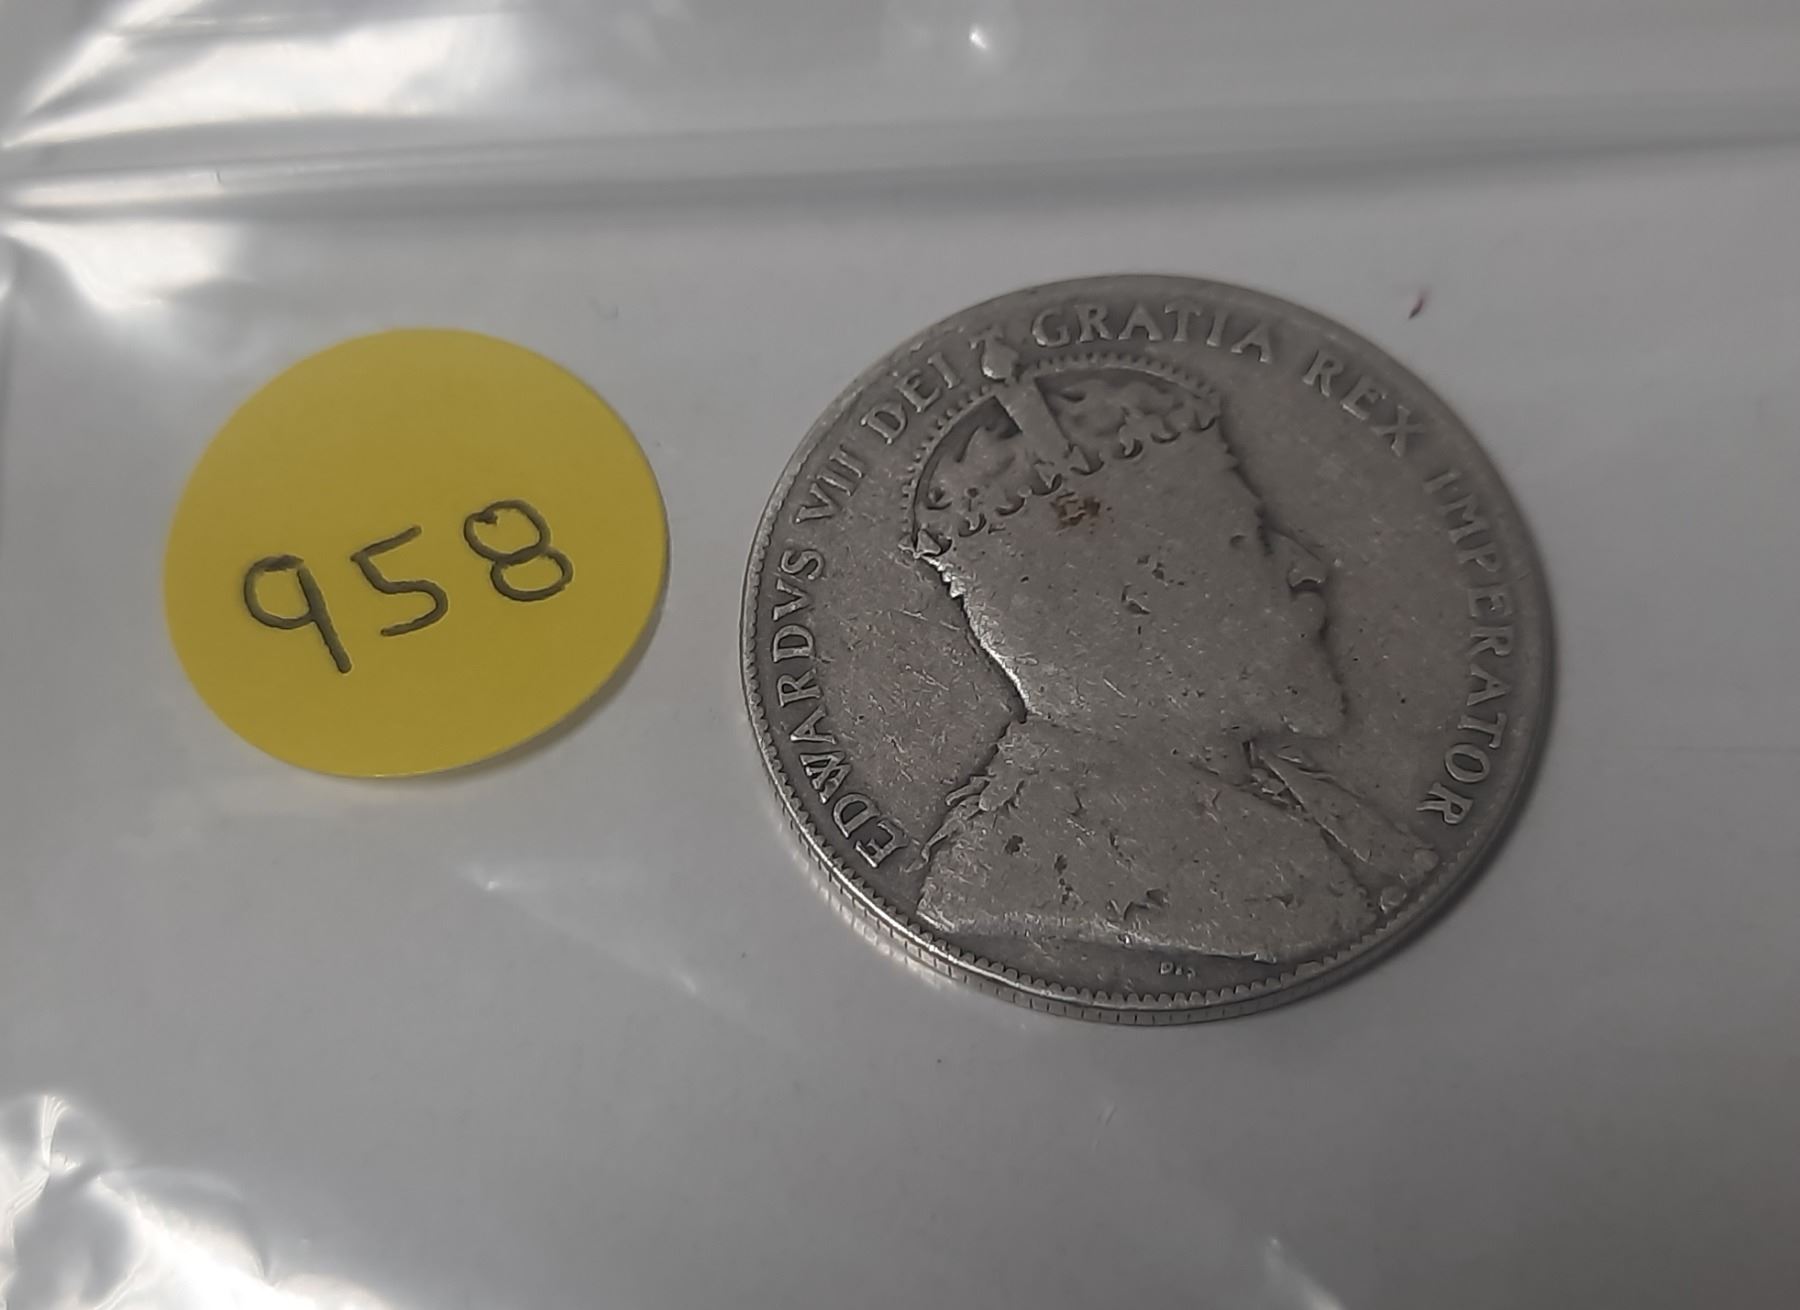 958
EDWARDVS VII DEI GRATIA REX IMPERATOR